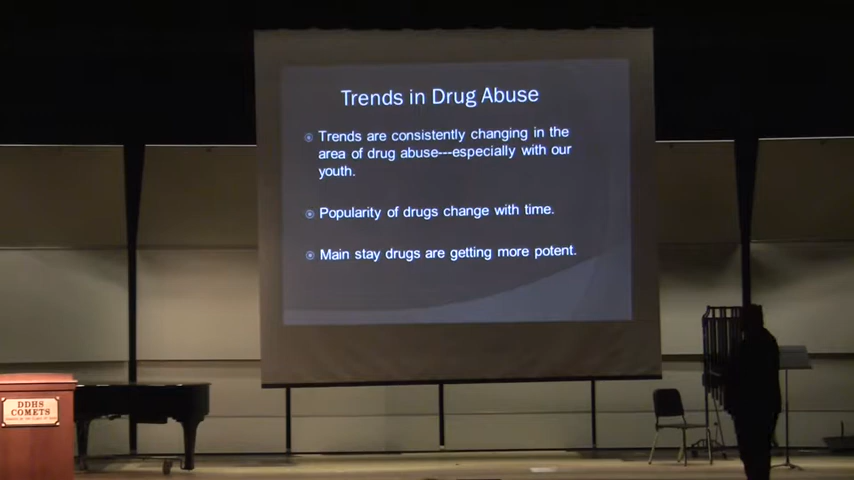 Trends in Drug Abuse
Trends are consistently changing in the
area of drug abuse---especially with our
youth.
Popularity of drugs change with time.
Main stay drugs are getting more potent.
DDHS
COMETS